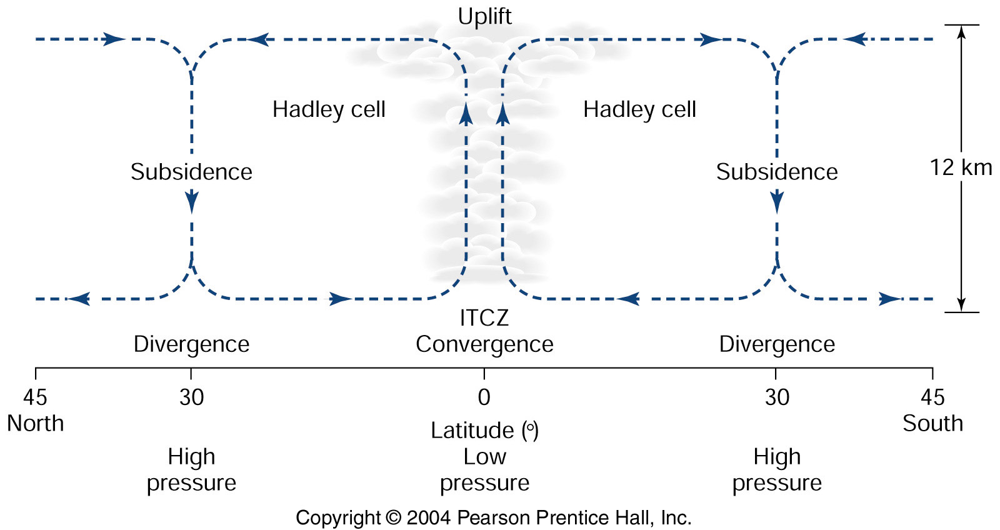 Uplift
Hadley cell
Hadley cell
Subsidence
Subsidence
12 km
ITCZ
Divergence
Convergence
Divergence
45
30
0
30
45
North
South
Latitude (°)
High
Low
High
pressure
pressure
pressure
Copyright © 2004 Pearson Prentice Hall, Inc.